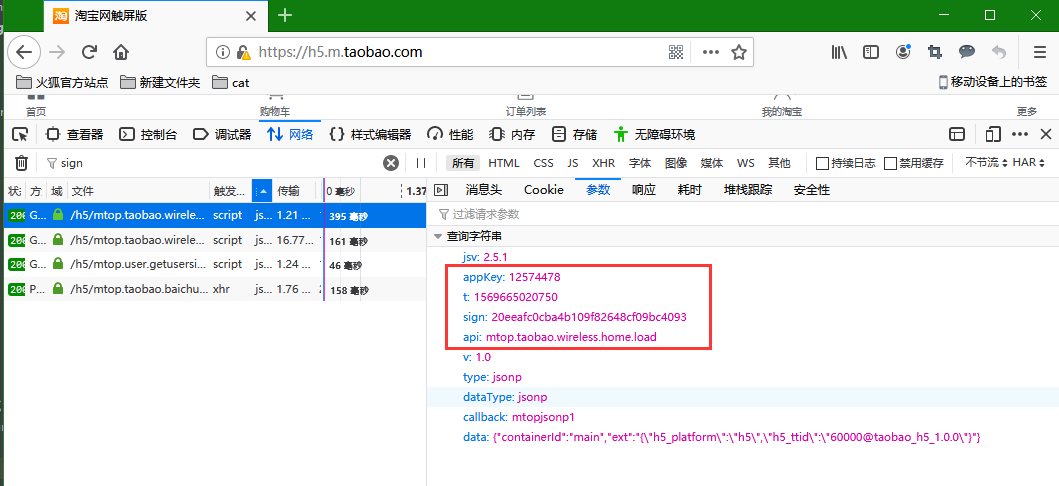 淘 淘宝网触屏版
https://h5.m.taobao.com
火狐官方站点 新建文件夹 cat 移动设备上的书签
首页 购物车 订单列表 我的淘宝 更多
查看器 控制台 调试器 网络 样式编辑器 性能 内存 存储 无障碍环境
sign 所有 HTML CSS JS XHR 字体 图像 媒体 WS 其他 持续日志 禁用缓存 不节流 HAR
状: 方 域 文件 触发... 传输 0 毫秒 1.37 消息头 Cookie 参数 响应 耗时 堆栈跟踪 安全性
200 G... /h5/mtop.taobao.wirele... script js... 1.21 ... 395 毫秒
200 G... /h5/mtop.taobao.wirele... script js... 16.77... 161 毫秒
200 G... /h5/mtop.user.getusersi... script js... 1.24 ... 46 毫秒
200 P... /h5/mtop.taobao.baichu... xhr js... 1.76 ... 158 毫秒
过滤请求参数
查询字符串
jsv: 2.5.1
appKey: 12574478
t: 1569665020750
sign: 20eeafc0cba4b109f82648cf09bc4093
api: mtop.taobao.wireless.home.load
v: 1.0
type: jsonp
dataType: jsonp
callback: mtopjsonp1
data: {"containerId":"main","ext":"{\"h5_platform\":\"h5\",\"h5_ttid\":\"60000@taobao_h5_1.0.0\"}"}